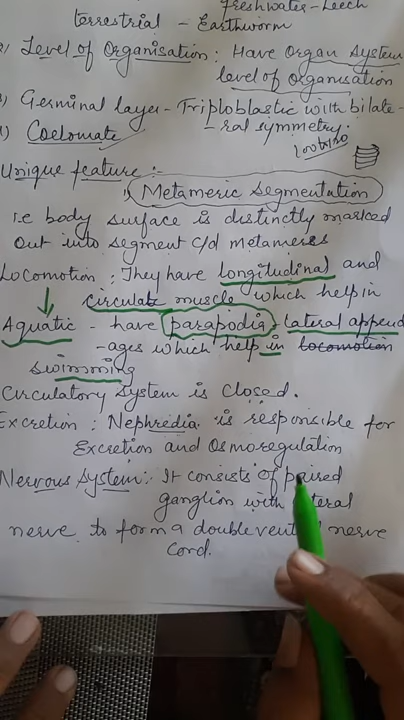 Freshwater-Leech
terrestrial - Earthworm
Level of Organisation : Have Organ System
level of organisation
Germinal layer - Triploblastic with bilate-
-ral symmetry.
Coelomate
Unique feature :-
1) Metameric Segmentation
i.e body surface is distinctly marked
out into segment c/d metameres
Locomotion : They have longitudinal and
circulate muscle which help in
Aquatic - have parapodia - lateral append
-ages which help in locomotion
swimming
Circulatory System is Closed.
Excretion : Nephredia is responsible for
Excretion and Osmoregulation
Nervous System : It consists of paired
ganglion with lateral
nerve to form a double ventral nerve
Cord.